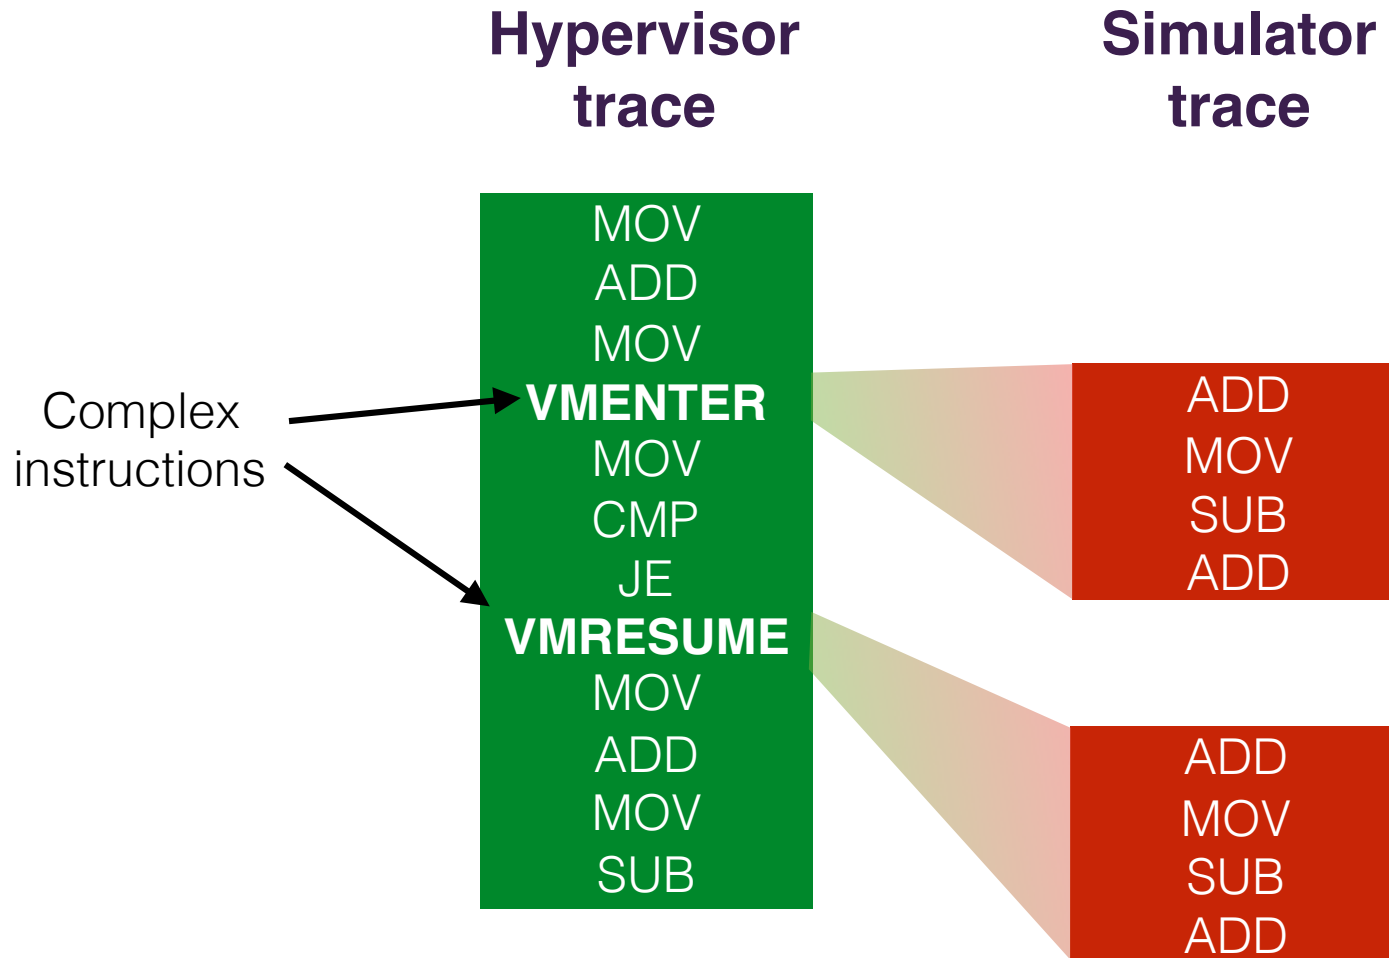 Hypervisor
trace
Simulator
trace
Complex
instructions
MOV
ADD
MOV
VMENTER
MOV
CMP
JE
VMRESUME
MOV
ADD
MOV
SUB
ADD
MOV
SUB
ADD
ADD
MOV
SUB
ADD